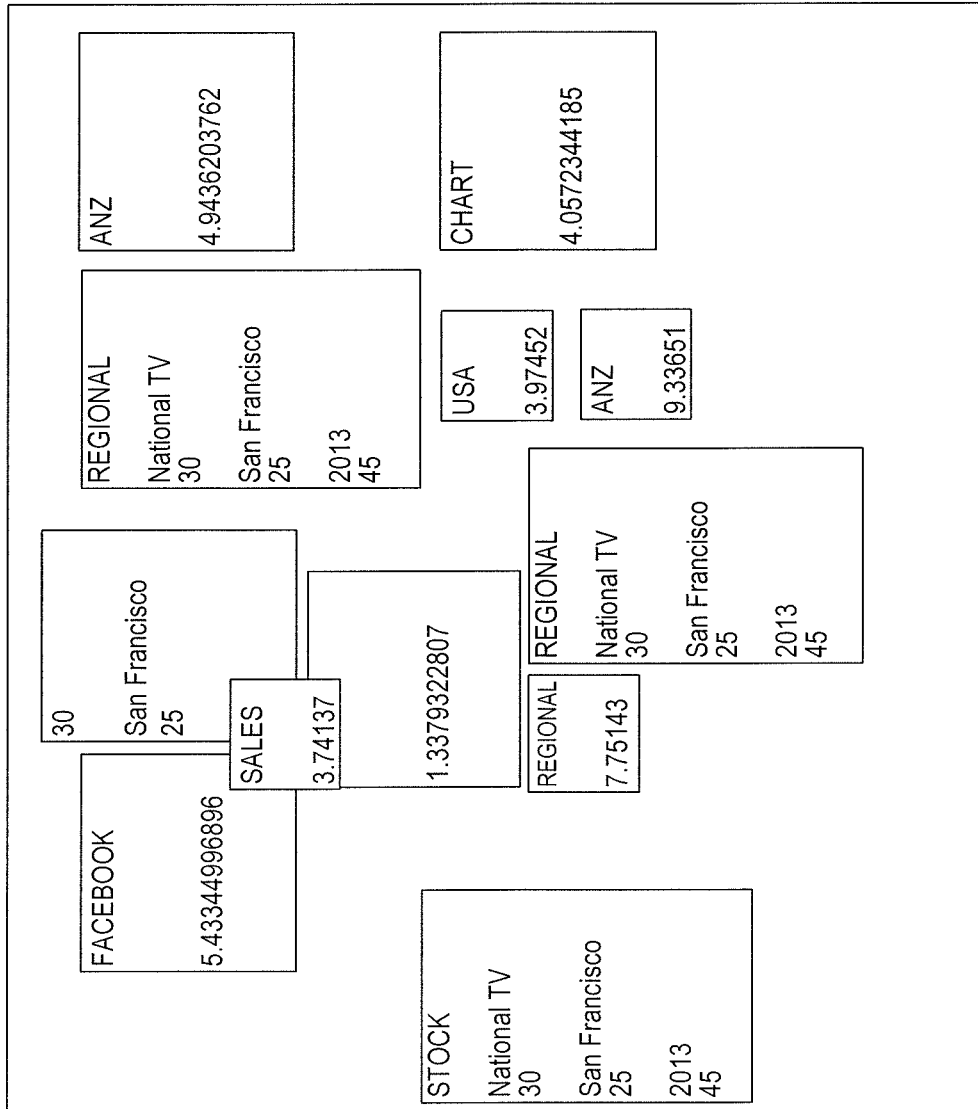 FACEBOOK
5.43344996896
30
San Francisco
25
SALES
3.74137
REGIONAL
National TV
30
San Francisco
25
2013
45
ANZ
4.9436203762
STOCK
National TV
30
San Francisco
25
2013
45
1.3379322807
REGIONAL
7.75143
REGIONAL
National TV
30
San Francisco
25
2013
45
USA
3.97452
ANZ
9.33651
CHART
4.0572344185